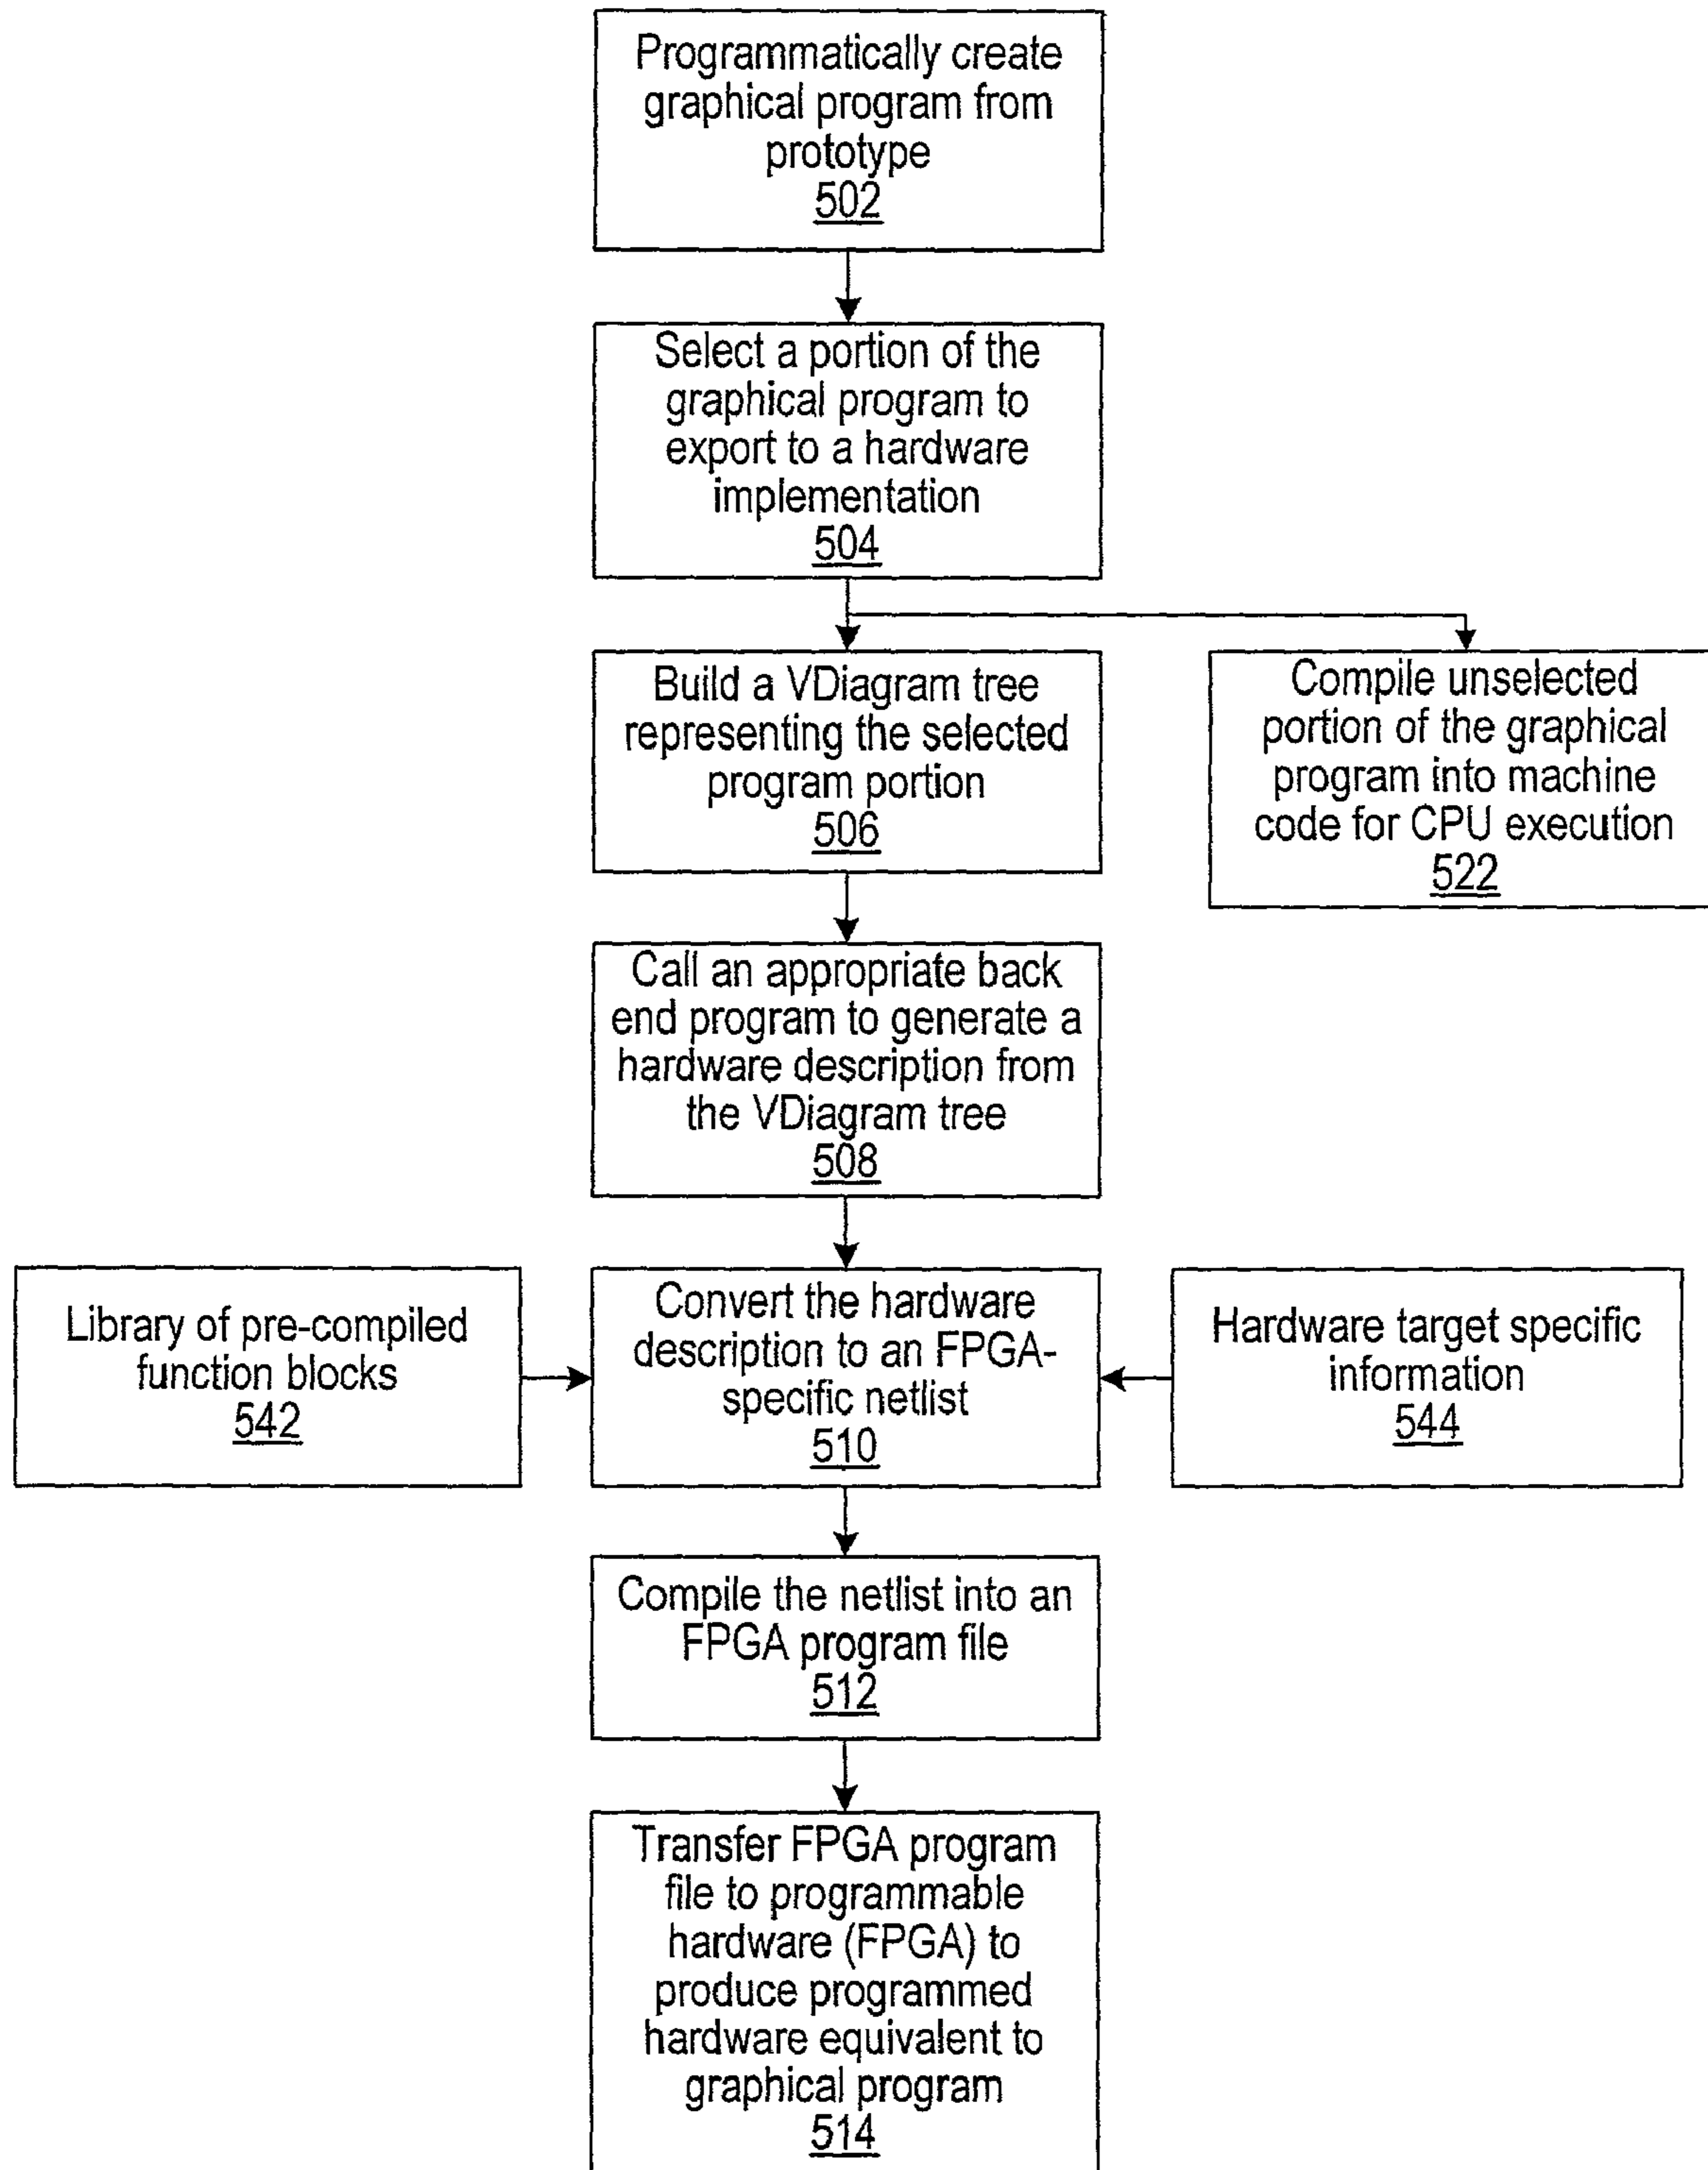 Programmatically create
graphical program from
prototype
502
Select a portion of the
graphical program to
export to a hardware
implementation
504
Build a VDiagram tree
representing the selected
program portion
506
Compile unselected
portion of the graphical
program into machine
code for CPU execution
522
Call an appropriate back
end program to generate a
hardware description from
the VDiagram tree
508
Library of pre-compiled
function blocks
542
Convert the hardware
description to an FPGA-
specific netlist
510
Hardware target specific
information
544
Compile the netlist into an
FPGA program file
512
Transfer FPGA program
file to programmable
hardware (FPGA) to
produce programmed
hardware equivalent to
graphical program
514